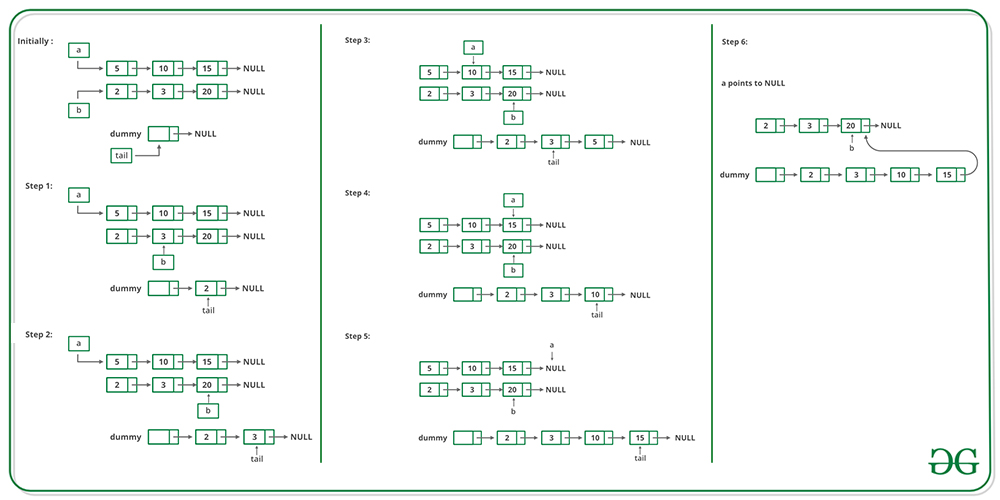 Initially :
a
5 10 15 NULL
2 3 20 NULL
b
dummy NULL
tail
Step 1:
a
5 10 15 NULL
2 3 20 NULL
b
dummy 2 NULL
tail
Step 2:
a
5 10 15 NULL
2 3 20 NULL
b
dummy 2 3 NULL
tail
Step 3:
a
5 10 15 NULL
2 3 20 NULL
b
dummy 2 3 5 NULL
tail
Step 4:
a
5 10 15 NULL
2 3 20 NULL
b
dummy 2 3 10 NULL
tail
Step 5:
a
5 10 15 NULL
2 3 20 NULL
b
dummy 2 3 10 15 NULL
tail
Step 6:
a points to NULL
2 3 20 NULL
b
dummy 2 3 10 15
GG